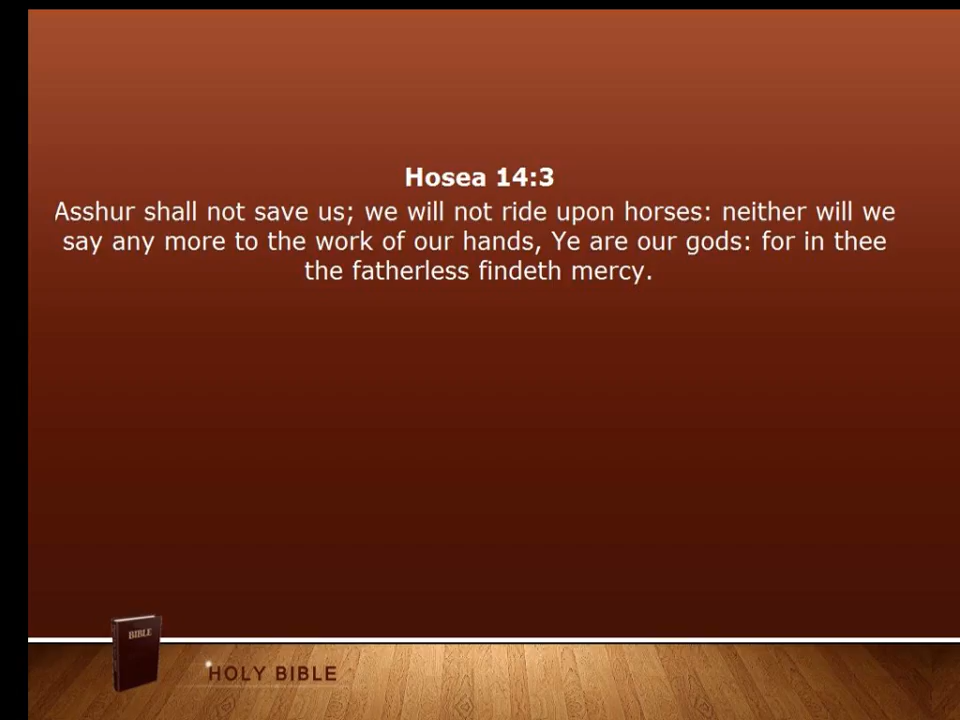 Hosea 14:3
Asshur shall not save us; we will not ride upon horses: neither will we
say any more to the work of our hands, Ye are our gods: for in thee
the fatherless findeth mercy.
BIBLE
HOLY BIBLE